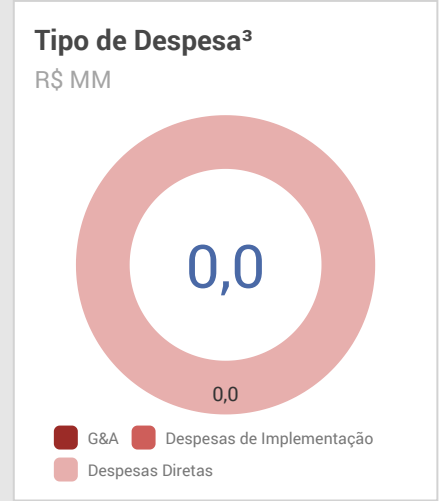 Tipo de Despesa³
R$ MM
0,0
0,0
G&A Despesas de Implementação
Despesas Diretas